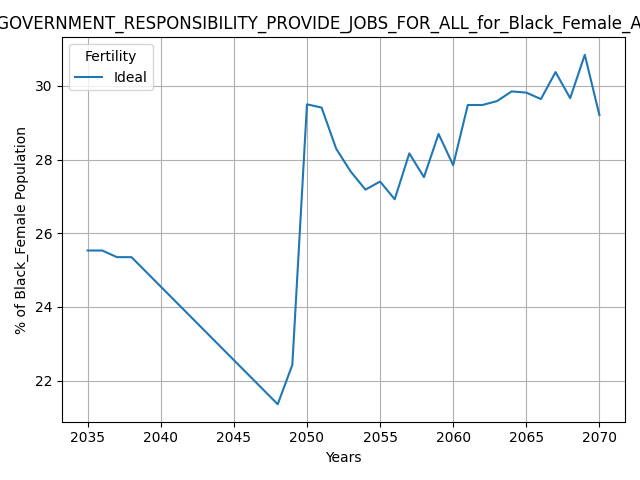 GOVERNMENT_RESPONSIBILITY_PROVIDE_JOBS_FOR_ALL_for_Black_Female_A
Fertility
Ideal
% of Black_Female Population
30
28
26
24
22
2035 2040 2045 2050 2055 2060 2065 2070
Years